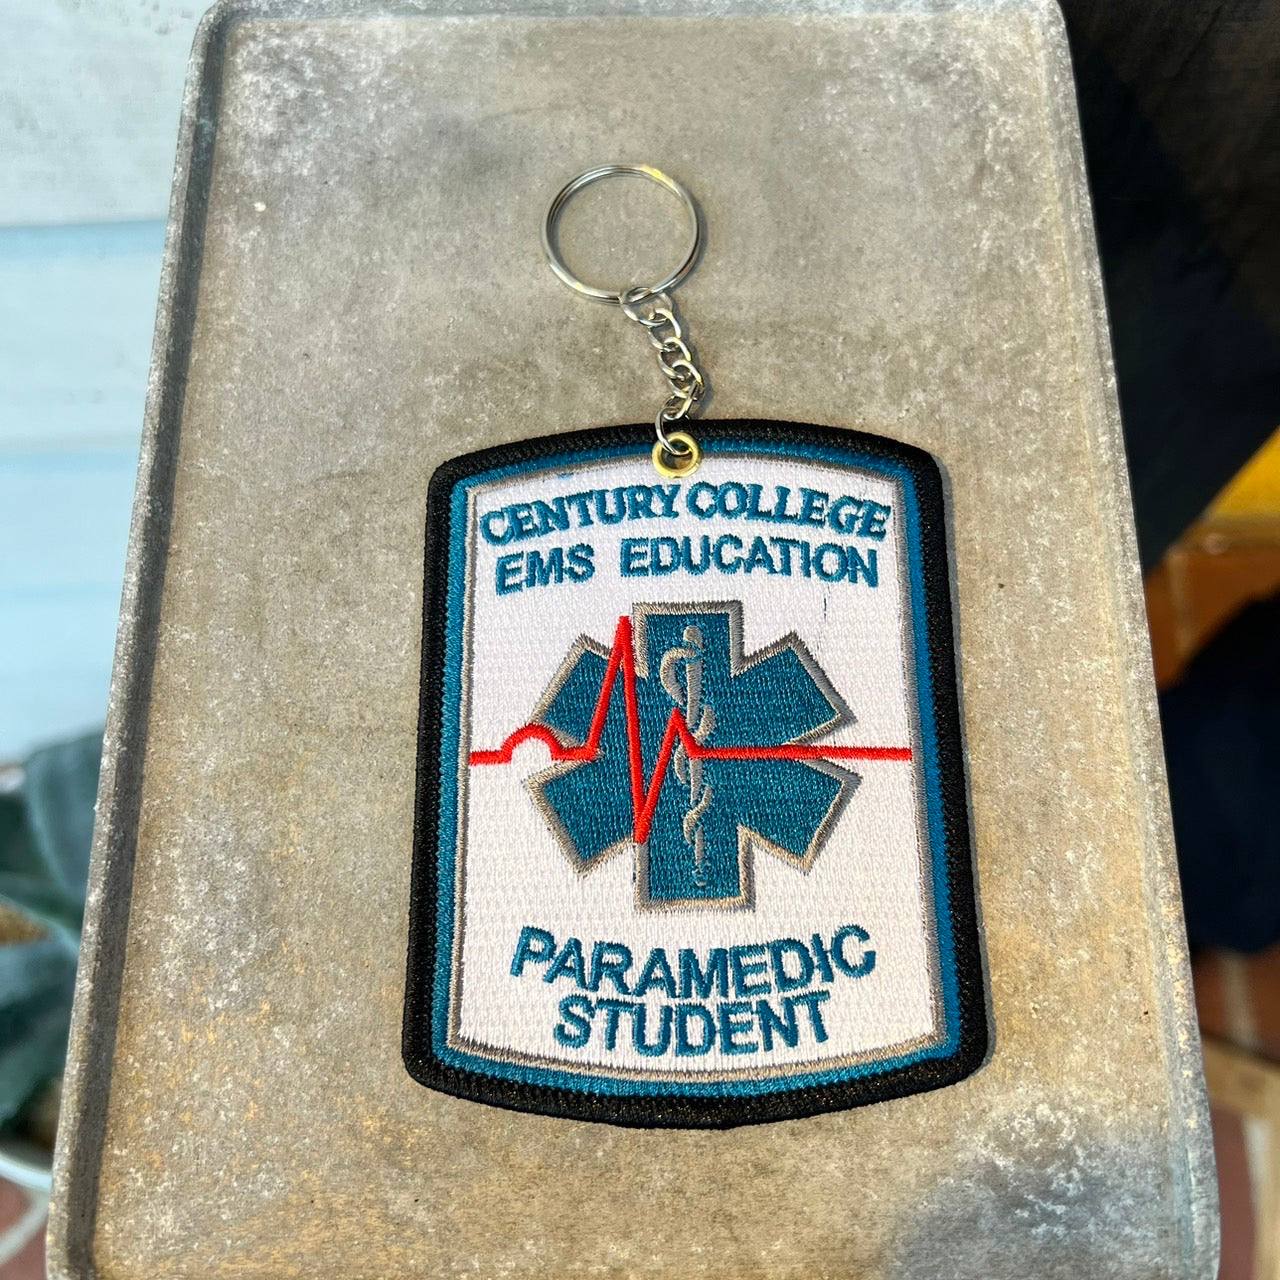 CENTURY COLLEGE
EMS EDUCATION
PARAMEDIC
STUDENT